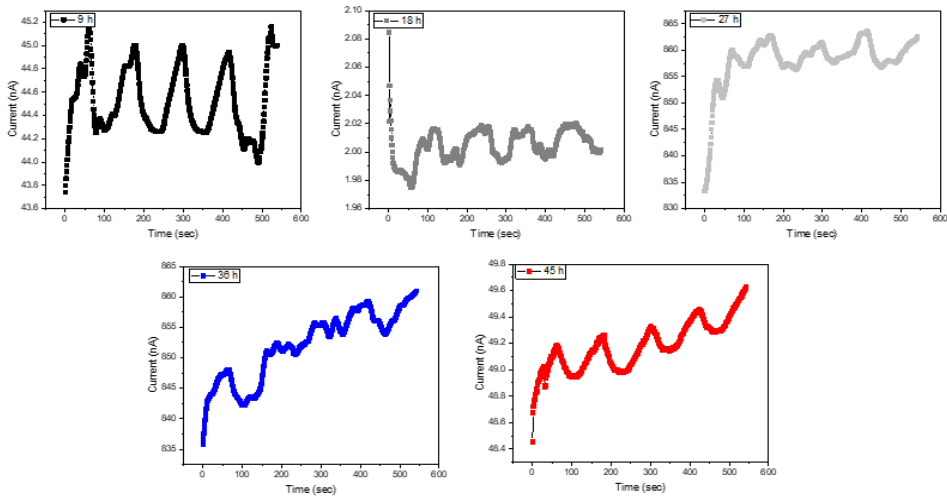 9 h
45.2
45.0
44.8
44.6
44.4
44.2
44.0
43.8
43.6
0 100 200 300 400 500 600
Current (nA)
Time (sec)
18 h
2.10
2.08
2.06
2.04
2.02
2.00
1.98
1.96
0 100 200 300 400 500 600
Current (nA)
Time (sec)
27 h
865
860
855
850
845
840
835
830
0 100 200 300 400 500 600
Current (nA)
Time (sec)
36 h
865
860
855
850
845
840
835
0 100 200 300 400 500 600
Current (nA)
Time (sec)
45 h
49.8
49.6
49.4
49.2
49.0
48.8
48.6
48.4
0 100 200 300 400 500 600
Current (nA)
Time (sec)